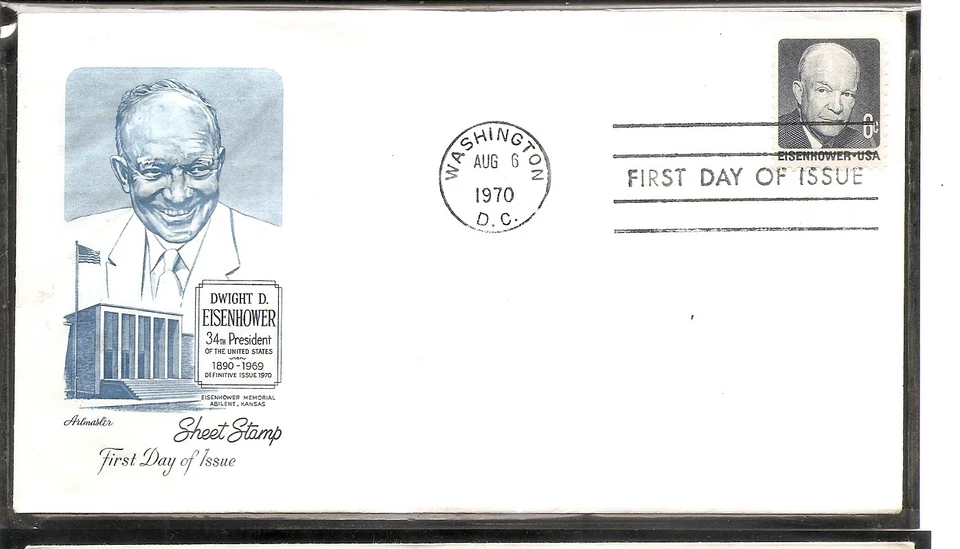 DWIGHT D.
EISENHOWER
34TH President
OF THE UNITED STATES
1890-1969
DEFINITIVE ISSUE 1970
EISENHOWER MEMORIAL
ABILENE, KANSAS
Artmaster
Sheet Stamp
First Day of Issue
WASHINGTON
AUG 6
1970
D.C.
6c
EISENHOWER·USA
FIRST DAY OF ISSUE